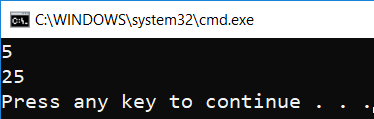 C:\WINDOWS\system32\cmd.exe
5
25
Press any key to continue . . .